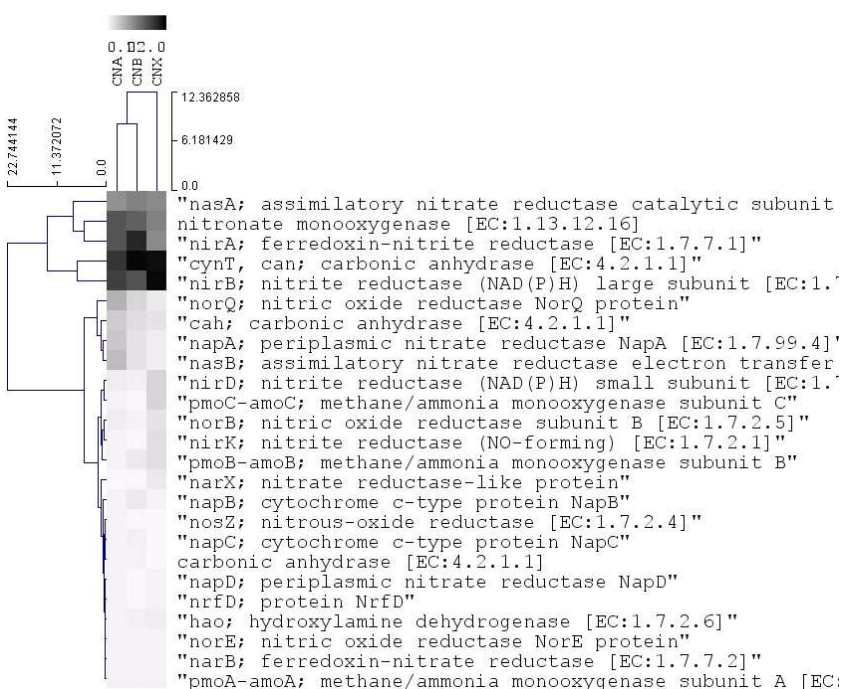 0.1 2.0
CNA
CNB
CNX
12.362858
6.181429
0.0
22.744144
11.372072
0.0
"nasA; assimilatory nitrate reductase catalytic subunit
nitronate monooxygenase [EC:1.13.12.16]
"nirA; ferredoxin-nitrite reductase [EC:1.7.7.1]"
"cynT, can; carbonic anhydrase [EC:4.2.1.1]"
"nirB; nitrite reductase (NAD(P)H) large subunit [EC:1.
"norQ; nitric oxide reductase NorQ protein"
"cah; carbonic anhydrase [EC:4.2.1.1]"
"napA; periplasmic nitrate reductase NapA [EC:1.7.99.4]"
"nasB; assimilatory nitrate reductase electron transfer
"nirD; nitrite reductase (NAD(P)H) small subunit [EC:1.
"pmoC-amoC; methane/ammonia monooxygenase subunit C"
"norB; nitric oxide reductase subunit B [EC:1.7.2.5]"
"nirK; nitrite reductase (NO-forming) [EC:1.7.2.1]"
"pmoB-amoB; methane/ammonia monooxygenase subunit B"
"narX; nitrate reductase-like protein"
"napB; cytochrome c-type protein NapB"
"nosZ; nitrous-oxide reductase [EC:1.7.2.4]"
"napC; cytochrome c-type protein NapC"
carbonic anhydrase [EC:4.2.1.1]
"napD; periplasmic nitrate reductase NapD"
"nrfD; protein NrfD"
"hao; hydroxylamine dehydrogenase [EC:1.7.2.6]"
"norE; nitric oxide reductase NorE protein"
"narB; ferredoxin-nitrate reductase [EC:1.7.7.2]"
"pmoA-amoA; methane/ammonia monooxygenase subunit A [EC: